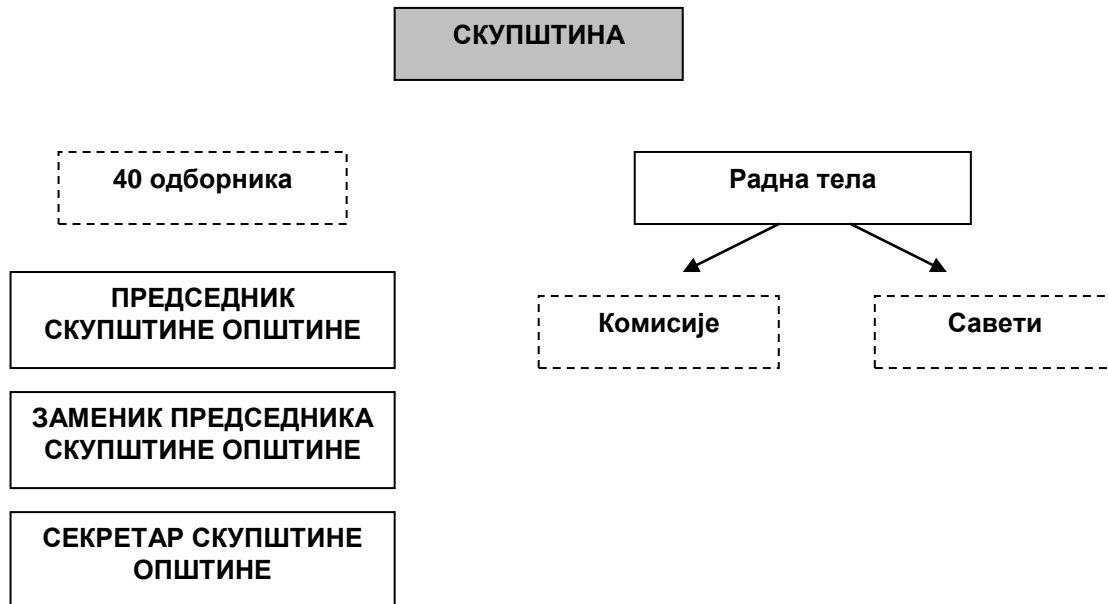 СКУПШТИНА
40 одборника
Радна тела
ПРЕДСЕДНИК
СКУПШТИНЕ ОПШТИНЕ
Комисије
Савети
ЗАМЕНИК ПРЕДСЕДНИКА
СКУПШТИНЕ ОПШТИНЕ
СЕКРЕТАР СКУПШТИНЕ
ОПШТИНЕ